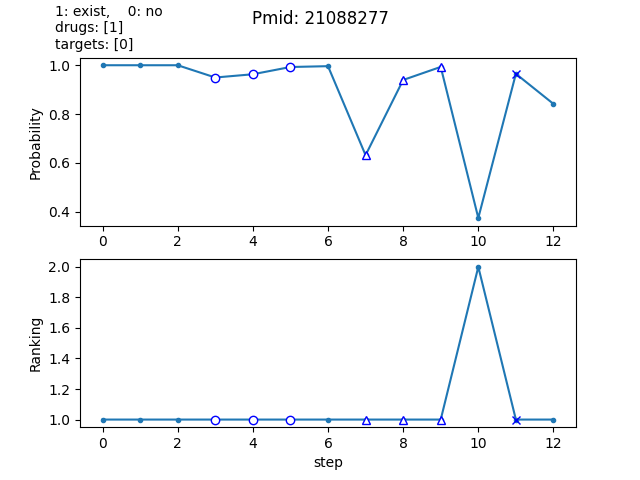 1: exist,    0: no
drugs: [1]
targets: [0]
Pmid: 21088277
Probability
1.0
0.8
0.6
0.4
0 2 4 6 8 10 12
Ranking
2.0
1.8
1.6
1.4
1.2
1.0
0 2 4 6 8 10 12
step